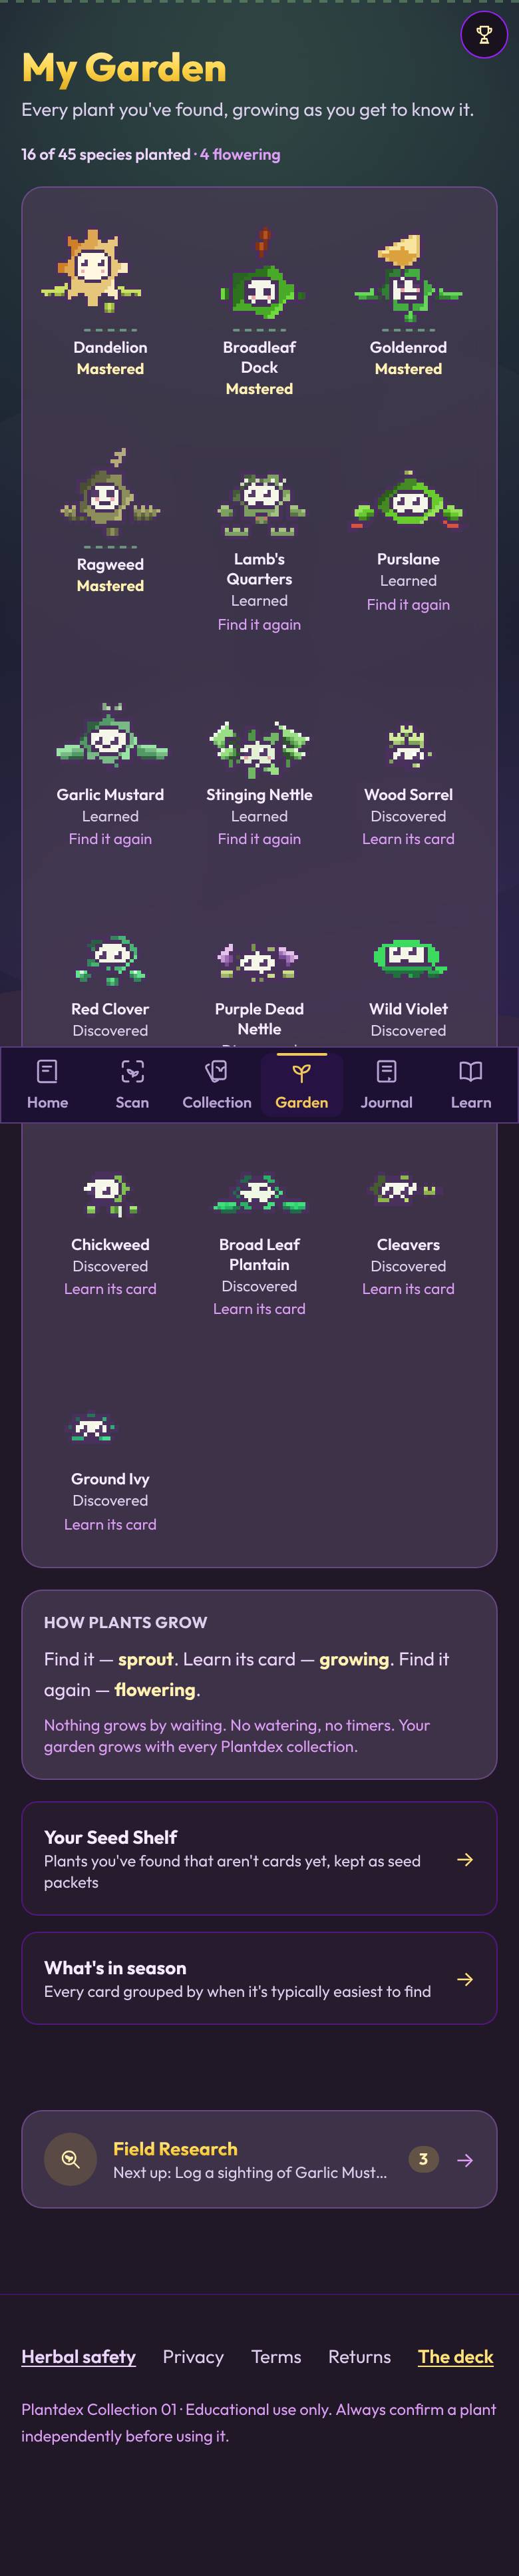 My Garden
Every plant you've found, growing as you get to know it.
16 of 45 species planted · 4 flowering
Dandelion
Mastered
Broadleaf
Dock
Mastered
Goldenrod
Mastered
Ragweed
Mastered
Lamb's
Quarters
Learned
Find it again
Purslane
Learned
Find it again
Garlic Mustard
Learned
Find it again
Stinging Nettle
Learned
Find it again
Wood Sorrel
Discovered
Learn its card
Red Clover
Discovered
Purple Dead
Nettle
Wild Violet
Discovered
Home
Scan
Collection
Garden
Journal
Learn
Chickweed
Discovered
Learn its card
Broad Leaf
Plantain
Discovered
Learn its card
Cleavers
Discovered
Learn its card
Ground Ivy
Discovered
Learn its card
HOW PLANTS GROW
Find it — sprout. Learn its card — growing. Find it
again — flowering.
Nothing grows by waiting. No watering, no timers. Your
garden grows with every Plantdex collection.
Your Seed Shelf
Plants you've found that aren't cards yet, kept as seed
packets
What's in season
Every card grouped by when it's typically easiest to find
Field Research
Next up: Log a sighting of Garlic Must...
3
Herbal safety Privacy Terms Returns The deck
Plantdex Collection 01 · Educational use only. Always confirm a plant
independently before using it.